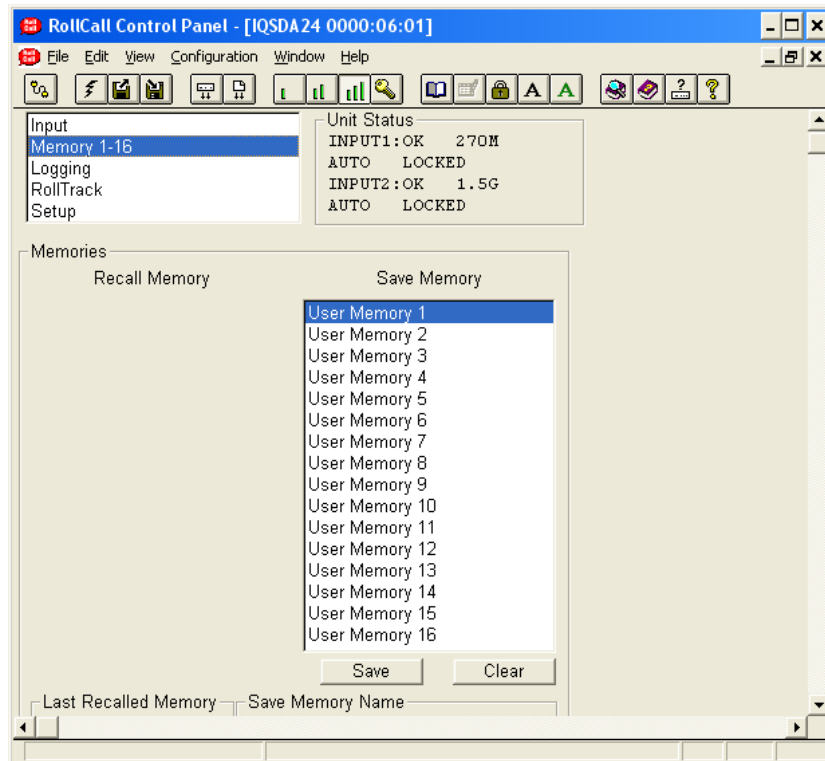 RollCall Control Panel - [IQSDA24 0000:06:01]
File Edit View Configuration Window Help
A A ? ?
Input
Memory 1-16
Logging
RollTrack
Setup
Unit Status
INPUT1:OK 270M
AUTO LOCKED
INPUT2:OK 1.5G
AUTO LOCKED
Memories
Recall Memory
Save Memory
User Memory 1
User Memory 2
User Memory 3
User Memory 4
User Memory 5
User Memory 6
User Memory 7
User Memory 8
User Memory 9
User Memory 10
User Memory 11
User Memory 12
User Memory 13
User Memory 14
User Memory 15
User Memory 16
Save Clear
Last Recalled Memory Save Memory Name